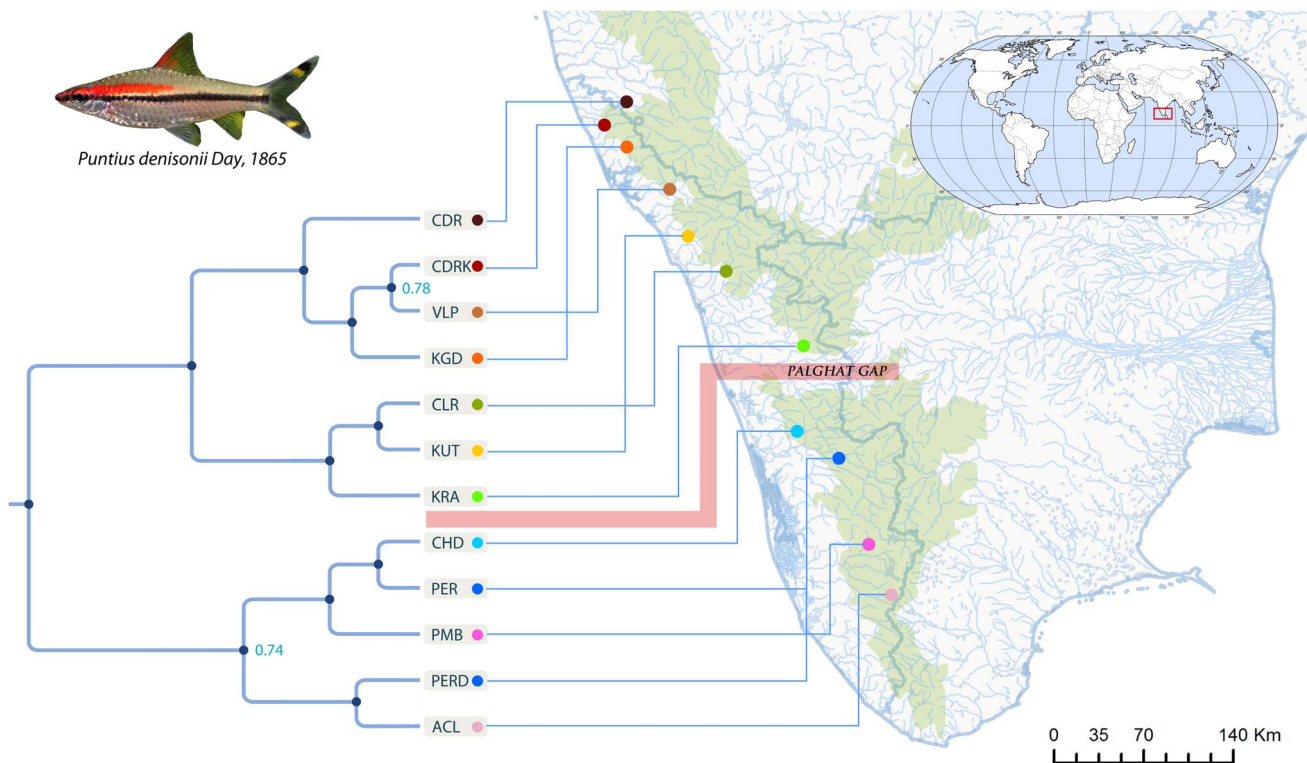 Puntius denisonii Day, 1865
CDR
CDRK
0.78
VLP
KGD
PALGHAT GAP
CLR
KUT
KRA
CHD
PER
PMB
0.74
PERD
ACL
0 35 70 140 Km